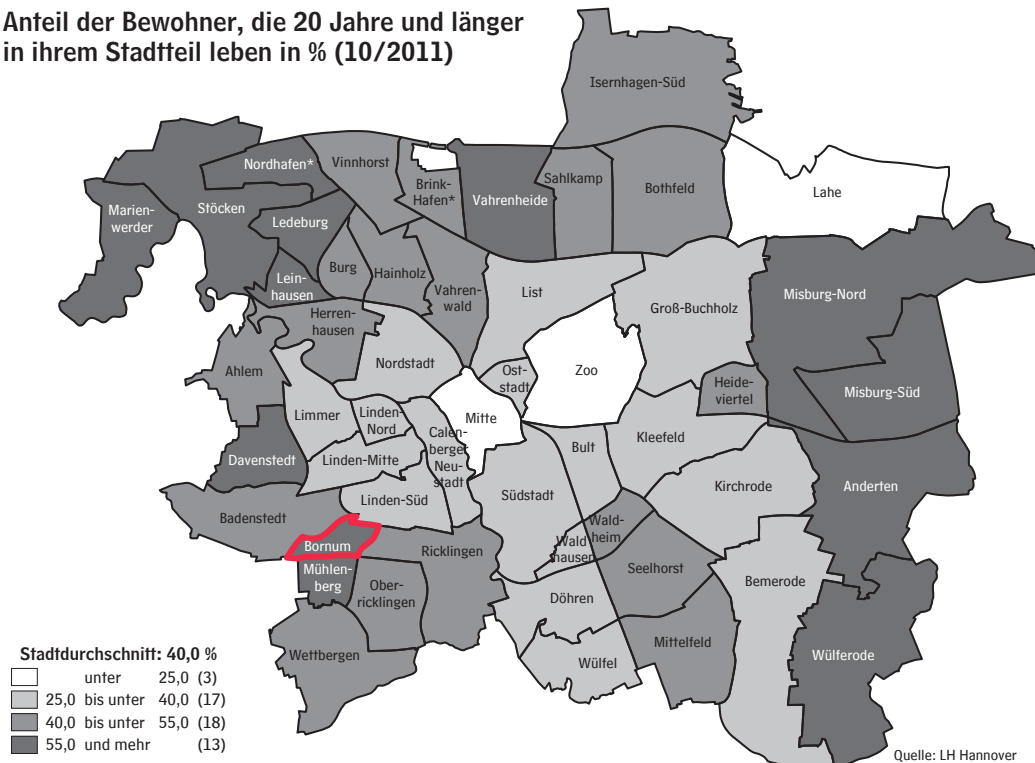 Anteil der Bewohner, die 20 Jahre und länger
in ihrem Stadtteil leben in % (10/2011)
Isernhagen-Süd
Nordhafen*
Vinnhorst
Brink-
Hafen*
Vahrenheide
Sahlkamp
Bothfeld
Lahe
Marien-
werder
Stöcken
Ledeburg
Burg
Hainholz
Lein-
hausen
Vahren-
wald
List
Groß-Buchholz
Misburg-Nord
Herren-
hausen
Nordstadt
Ahlem
Ost-
stadt
Zoo
Heide-
viertel
Misburg-Süd
Limmer
Linden-
Nord
Mitte
Calen-
berger
Neu-
stadt
Bult
Kleefeld
Davenstedt
Linden-Mitte
Linden-Süd
Südstadt
Kirchrode
Anderten
Badenstedt
Bornum
Ricklingen
Wald-
heim
Wald
hausen
Seelhorst
Mühlen-
berg
Ober-
ricklingen
Döhren
Bemerode
Wettbergen
Wülfel
Mittelfeld
Wülferode
Stadtdurchschnitt: 40,0 %
unter 25,0 (3)
25,0 bis unter 40,0 (17)
40,0 bis unter 55,0 (18)
55,0 und mehr (13)
Quelle: LH Hannover